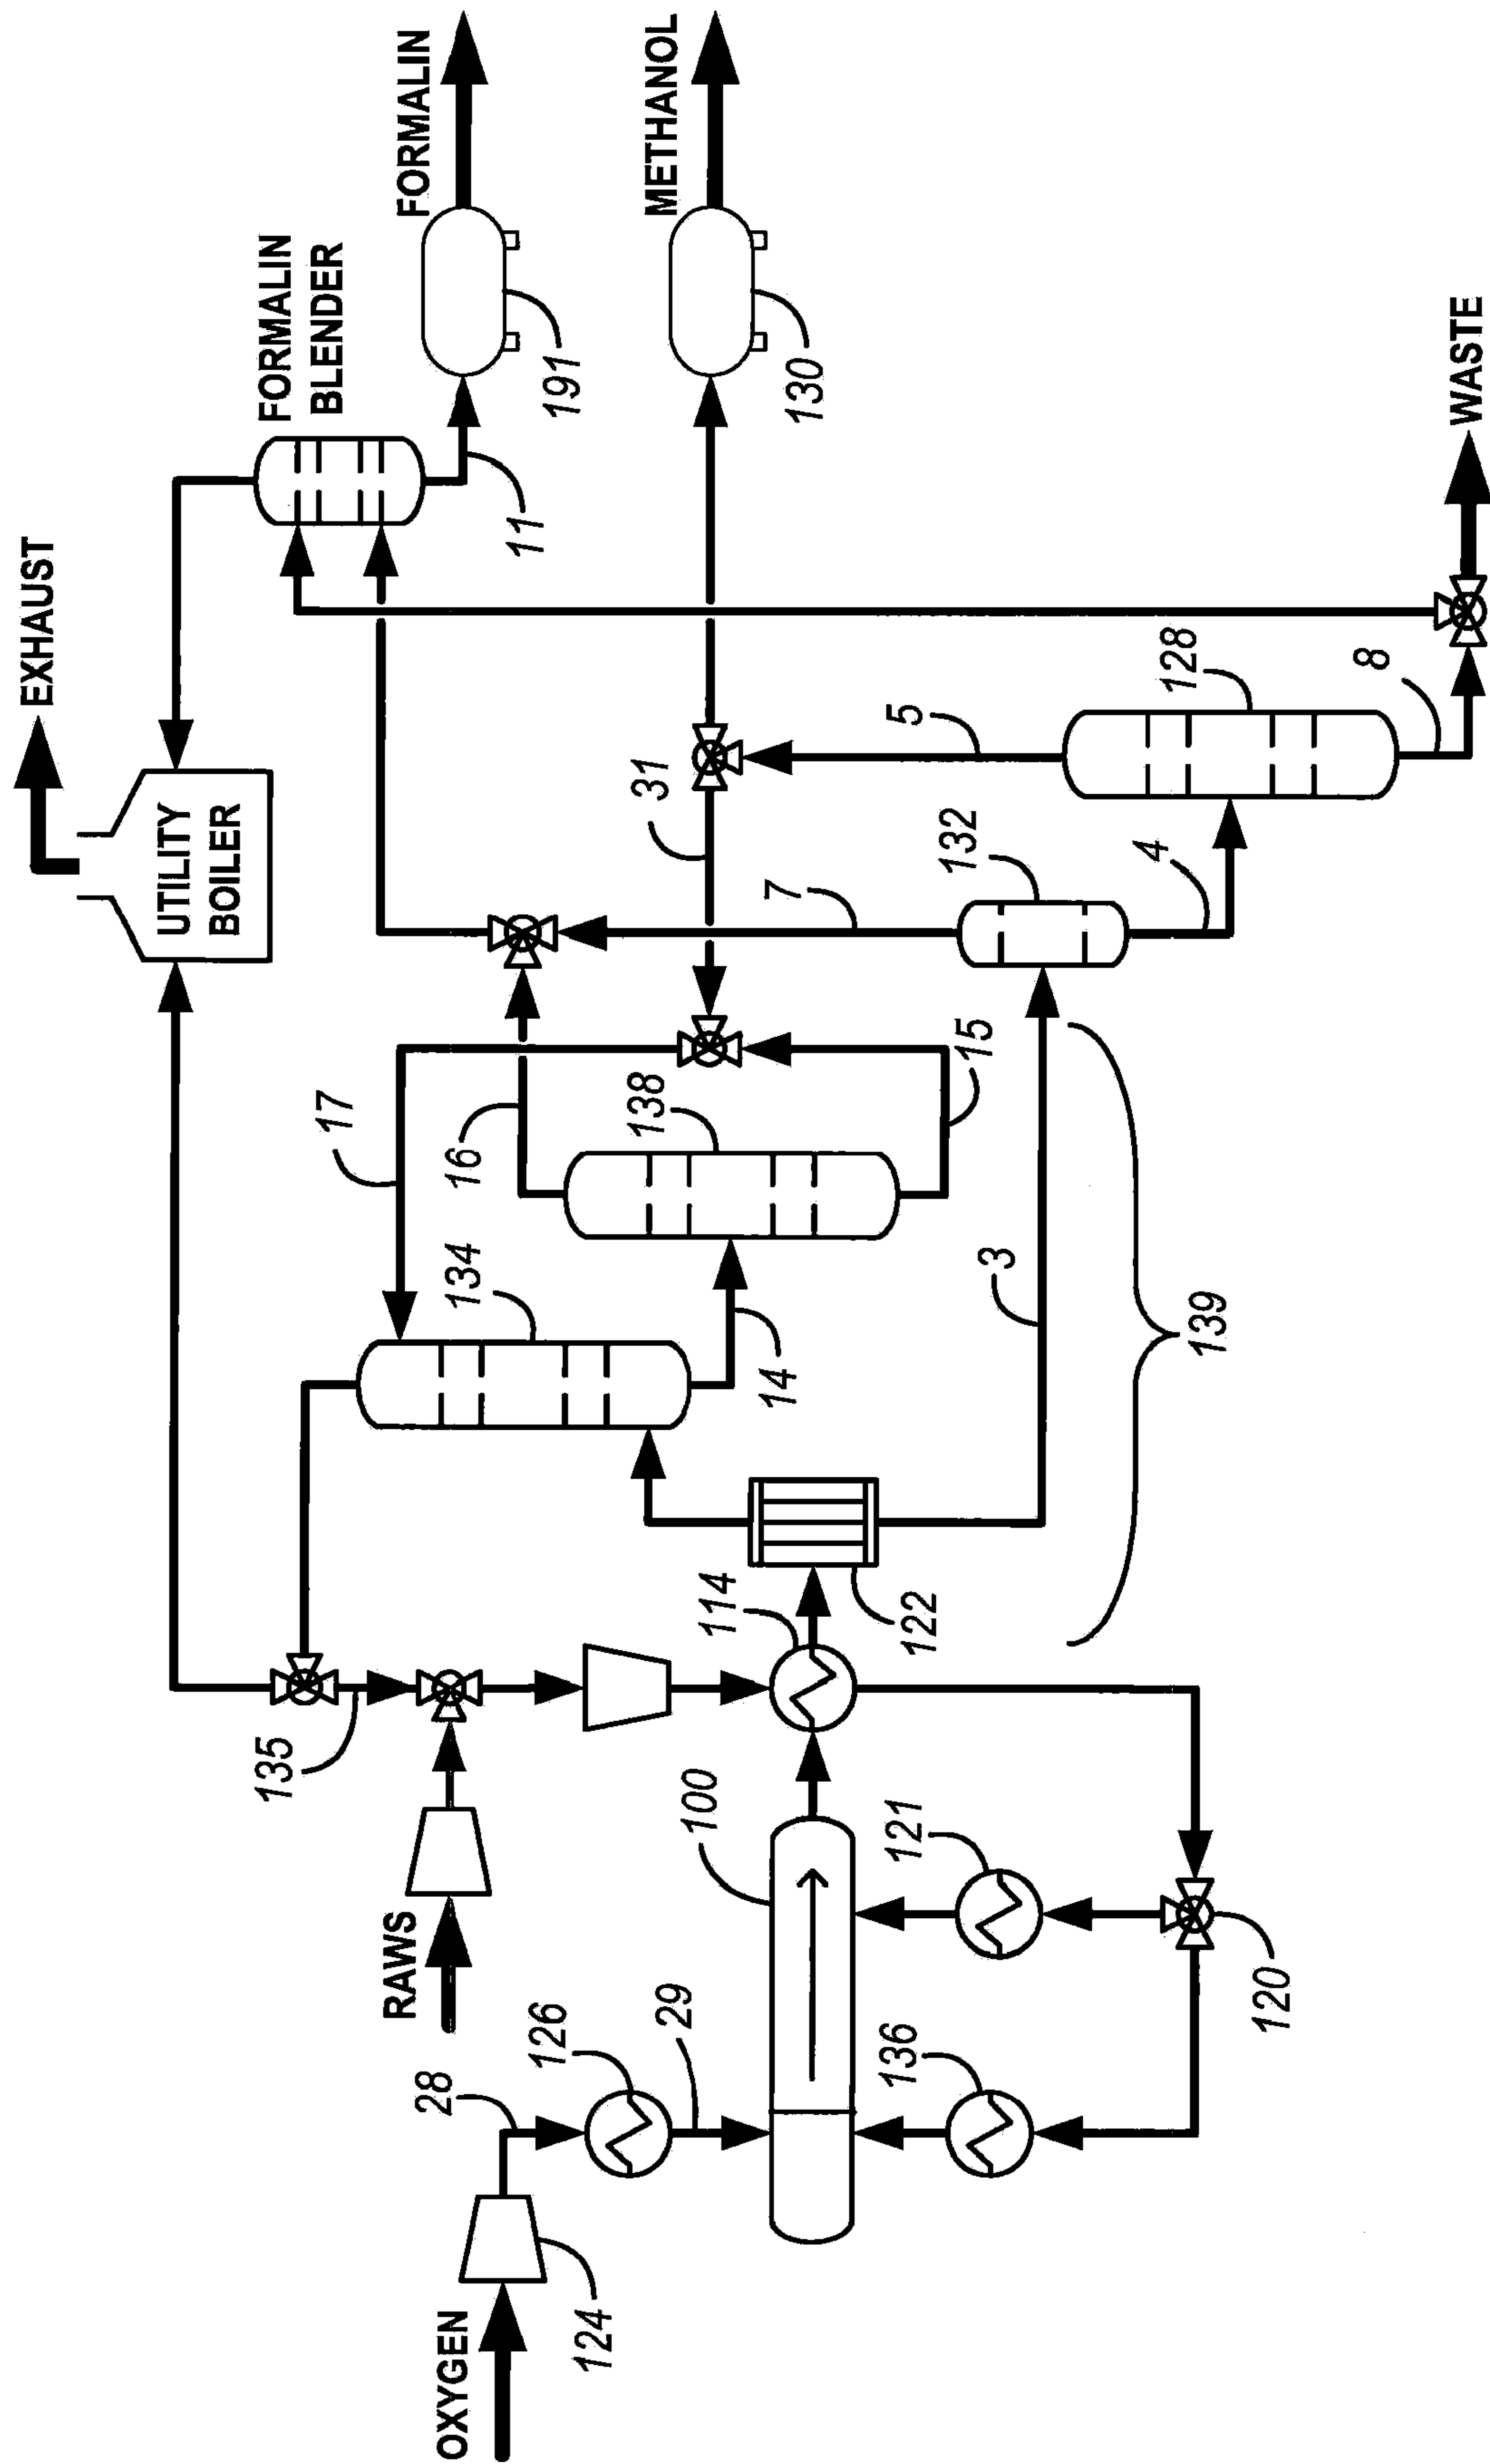 EXHAUST
UTILITY
BOILER
FORMALIN
BLENDER
FORMALIN
METHANOL
WASTE
OXYGEN
RAWS
191
11
130
31
5
128
8
7
132
4
17
16
138
15
134
14
3
139
135
114
122
100
121
120
28
126
29
136
124